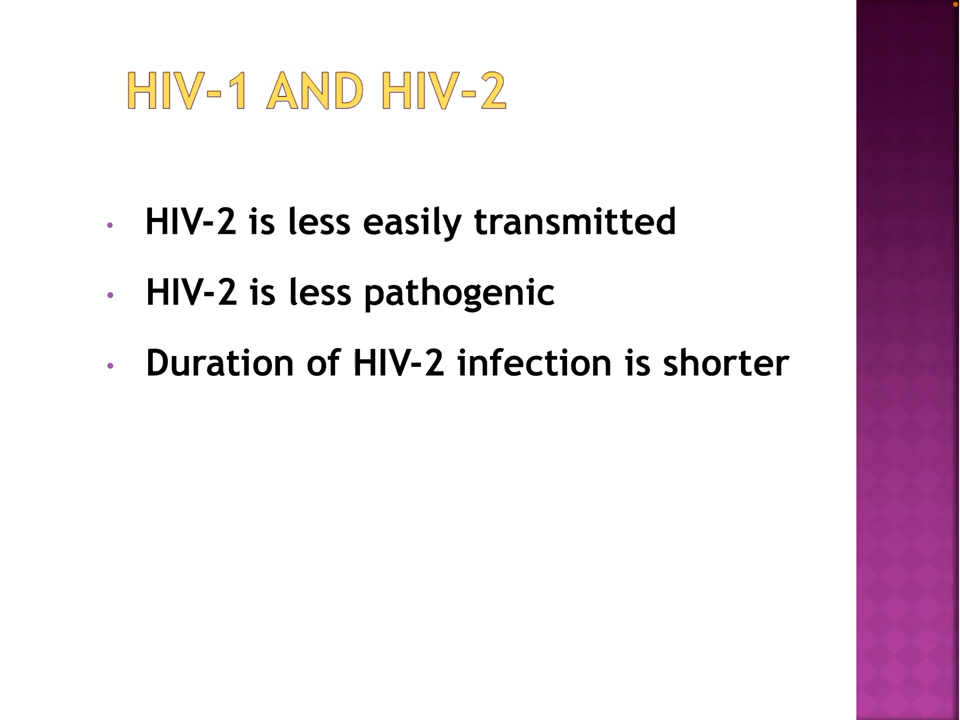 HIV-1 AND HIV-2
• HIV-2 is less easily transmitted
• HIV-2 is less pathogenic
• Duration of HIV-2 infection is shorter